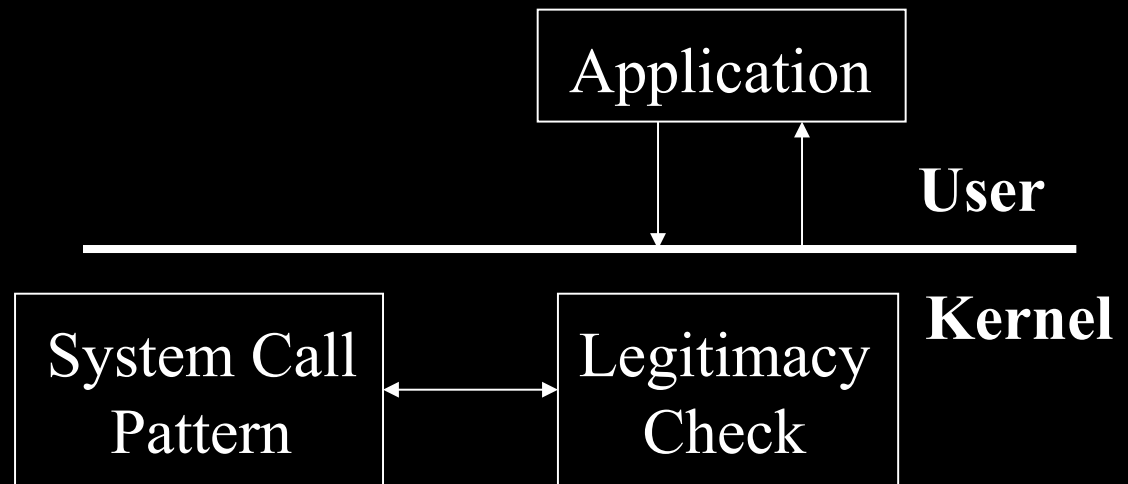 Application
User
Kernel
System Call
Pattern
Legitimacy
Check